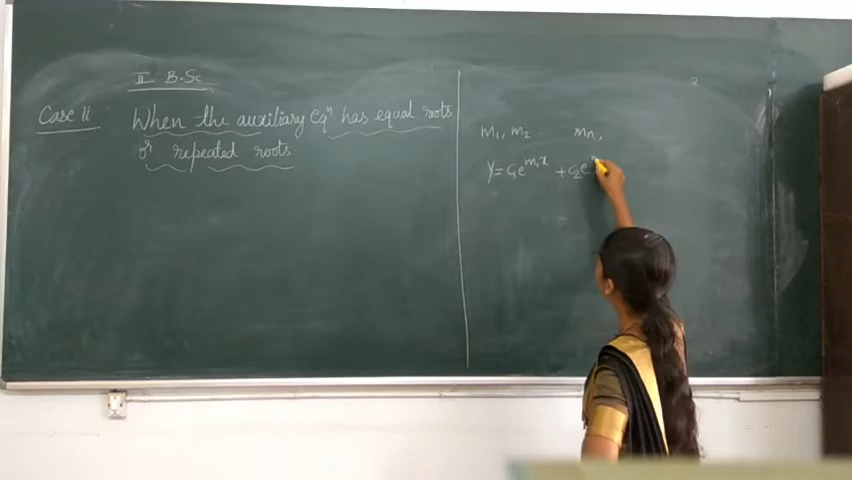 II B.Sc
Case ii When the auxiliary eqⁿ has equal roots
or repeated roots
m₁, m₂ mₙ,
y = c₁e^{m₁x} + c₂e